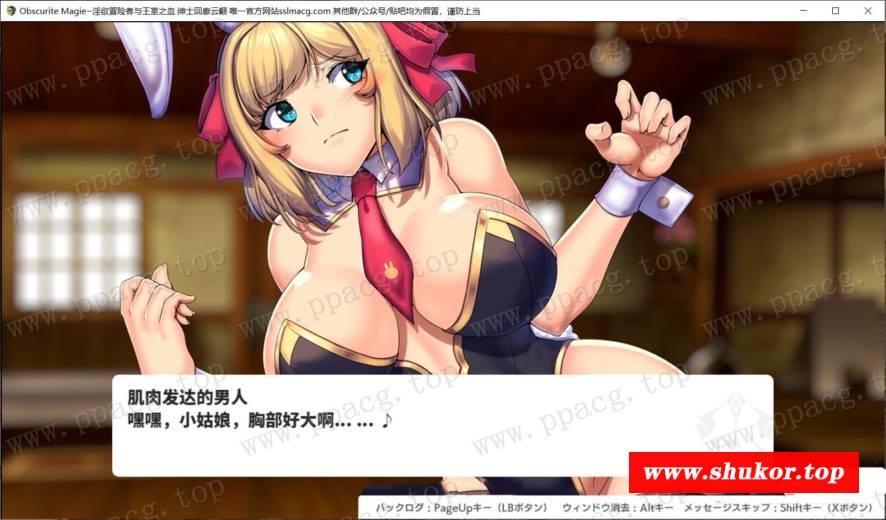 Obscurite Magie~淫欲冒险者与王室之血 绅士回廊云翻 唯一官方网站sslmacg.com 其他群/公众号/贴吧均为假冒，谨防上当
www.ppacg.top
肌肉发达的男人
嘿嘿，小姑娘，胸部好大啊... ... ♪
www.shukor.top
バックログ：PageUpキー（LBボタン） ウィンドウ消去：Altキー メッセージスキップ：Shiftキー（Xボタン）